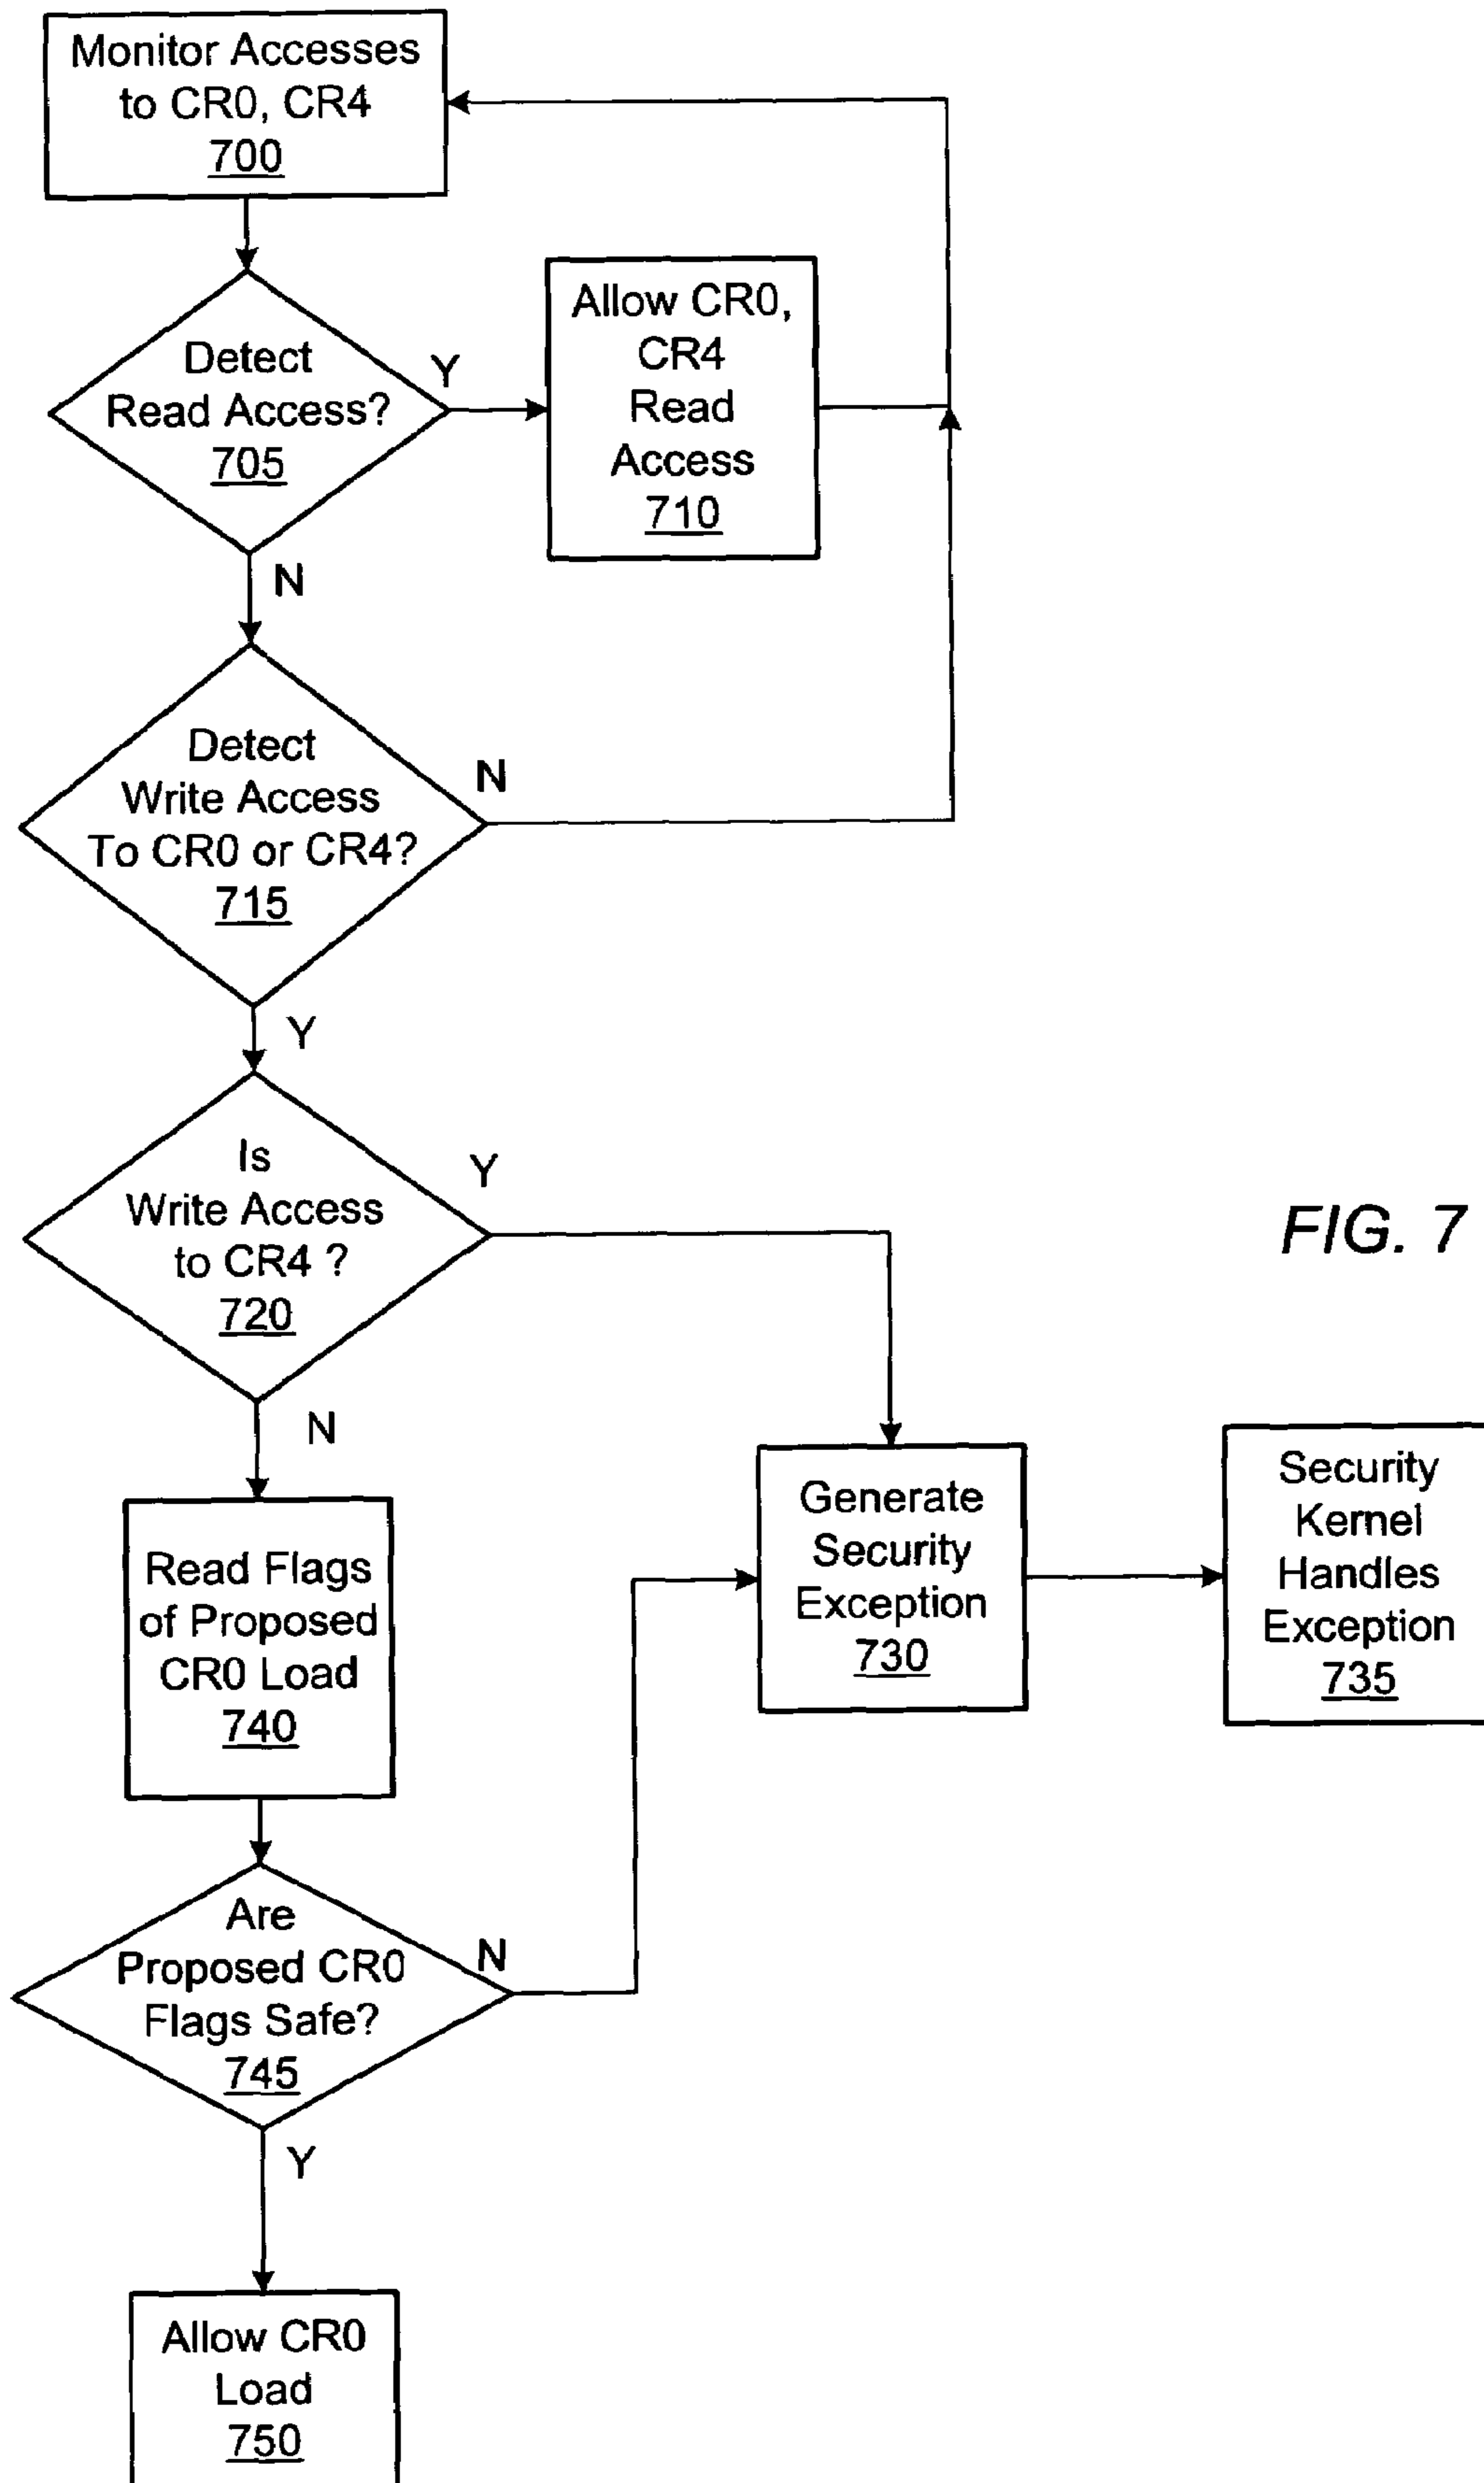 Monitor Accesses
to CR0, CR4
700
Detect
Read Access?
705
Y
Allow CR0,
CR4
Read
Access
710
N
Detect
Write Access
To CR0 or CR4?
715
N
Y
Is
Write Access
to CR4 ?
720
Y
FIG. 7
N
Read Flags
of Proposed
CR0 Load
740
Generate
Security
Exception
730
Security
Kernel
Handles
Exception
735
Are
Proposed CR0
Flags Safe?
745
N
Y
Allow CR0
Load
750